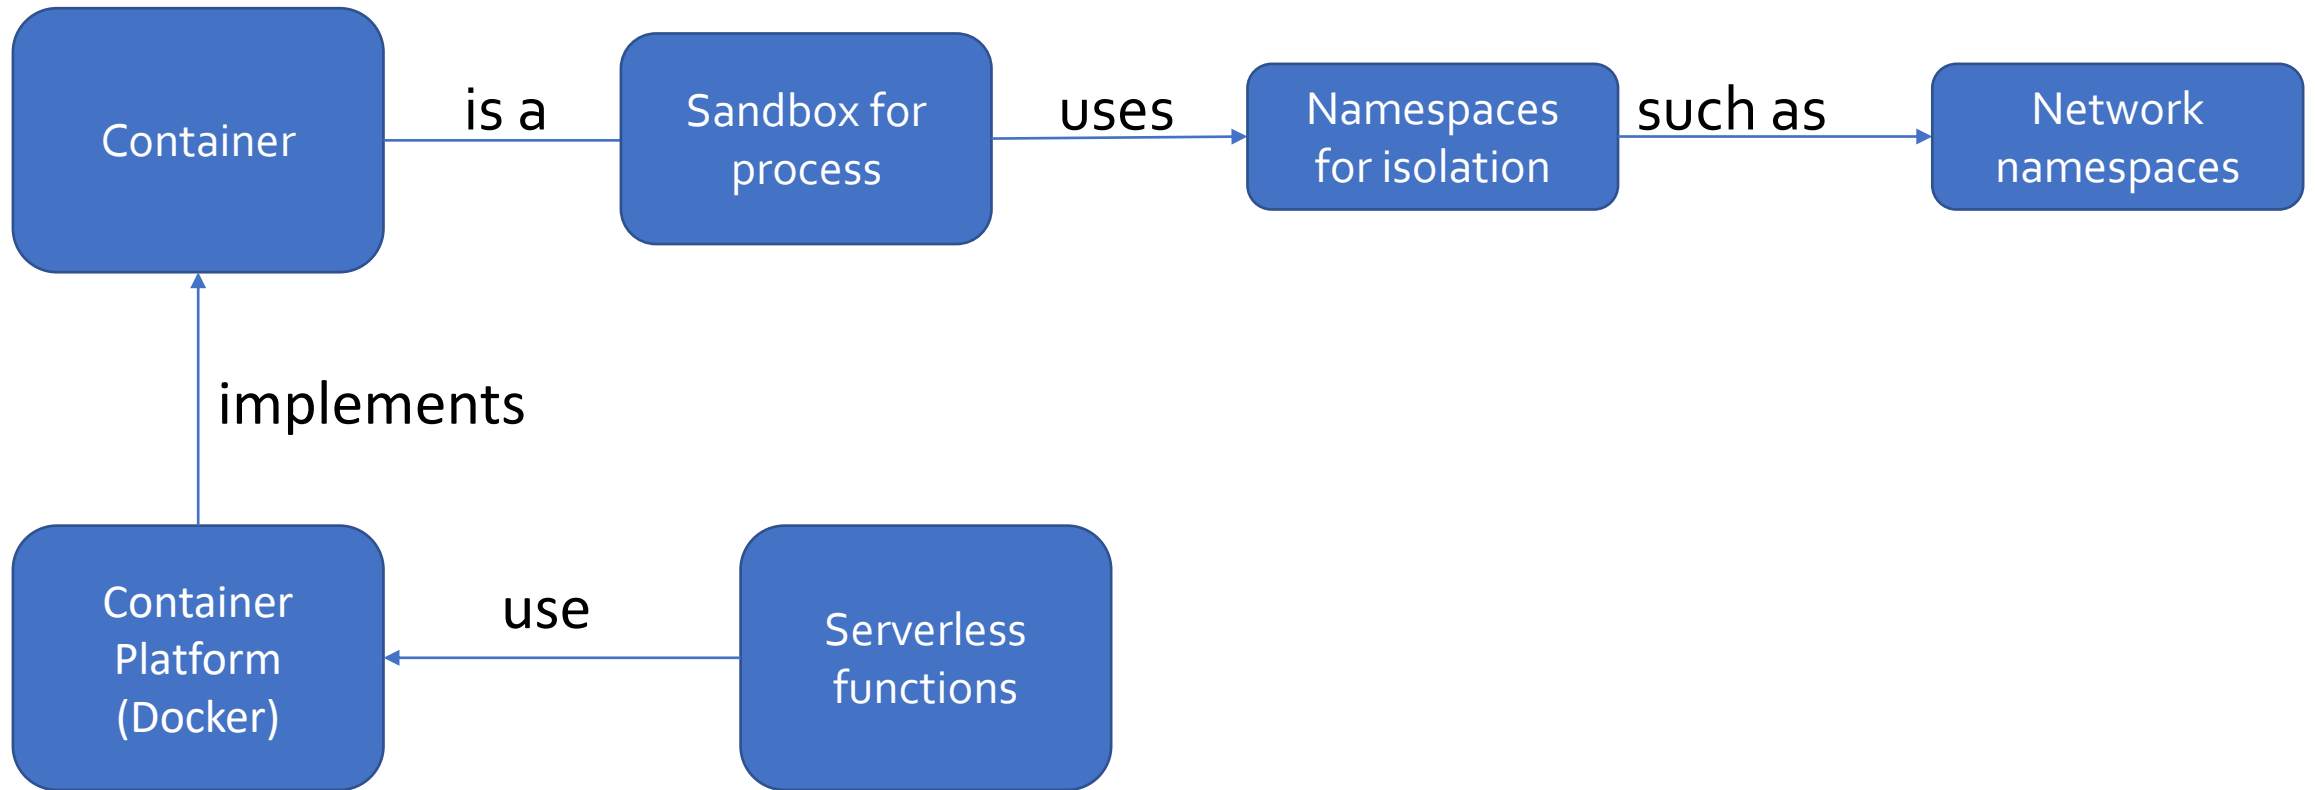 Container
is a
Sandbox for
process
uses
Namespaces
for isolation
such as
Network
namespaces
implements
Container
Platform
(Docker)
use
Serverless
functions